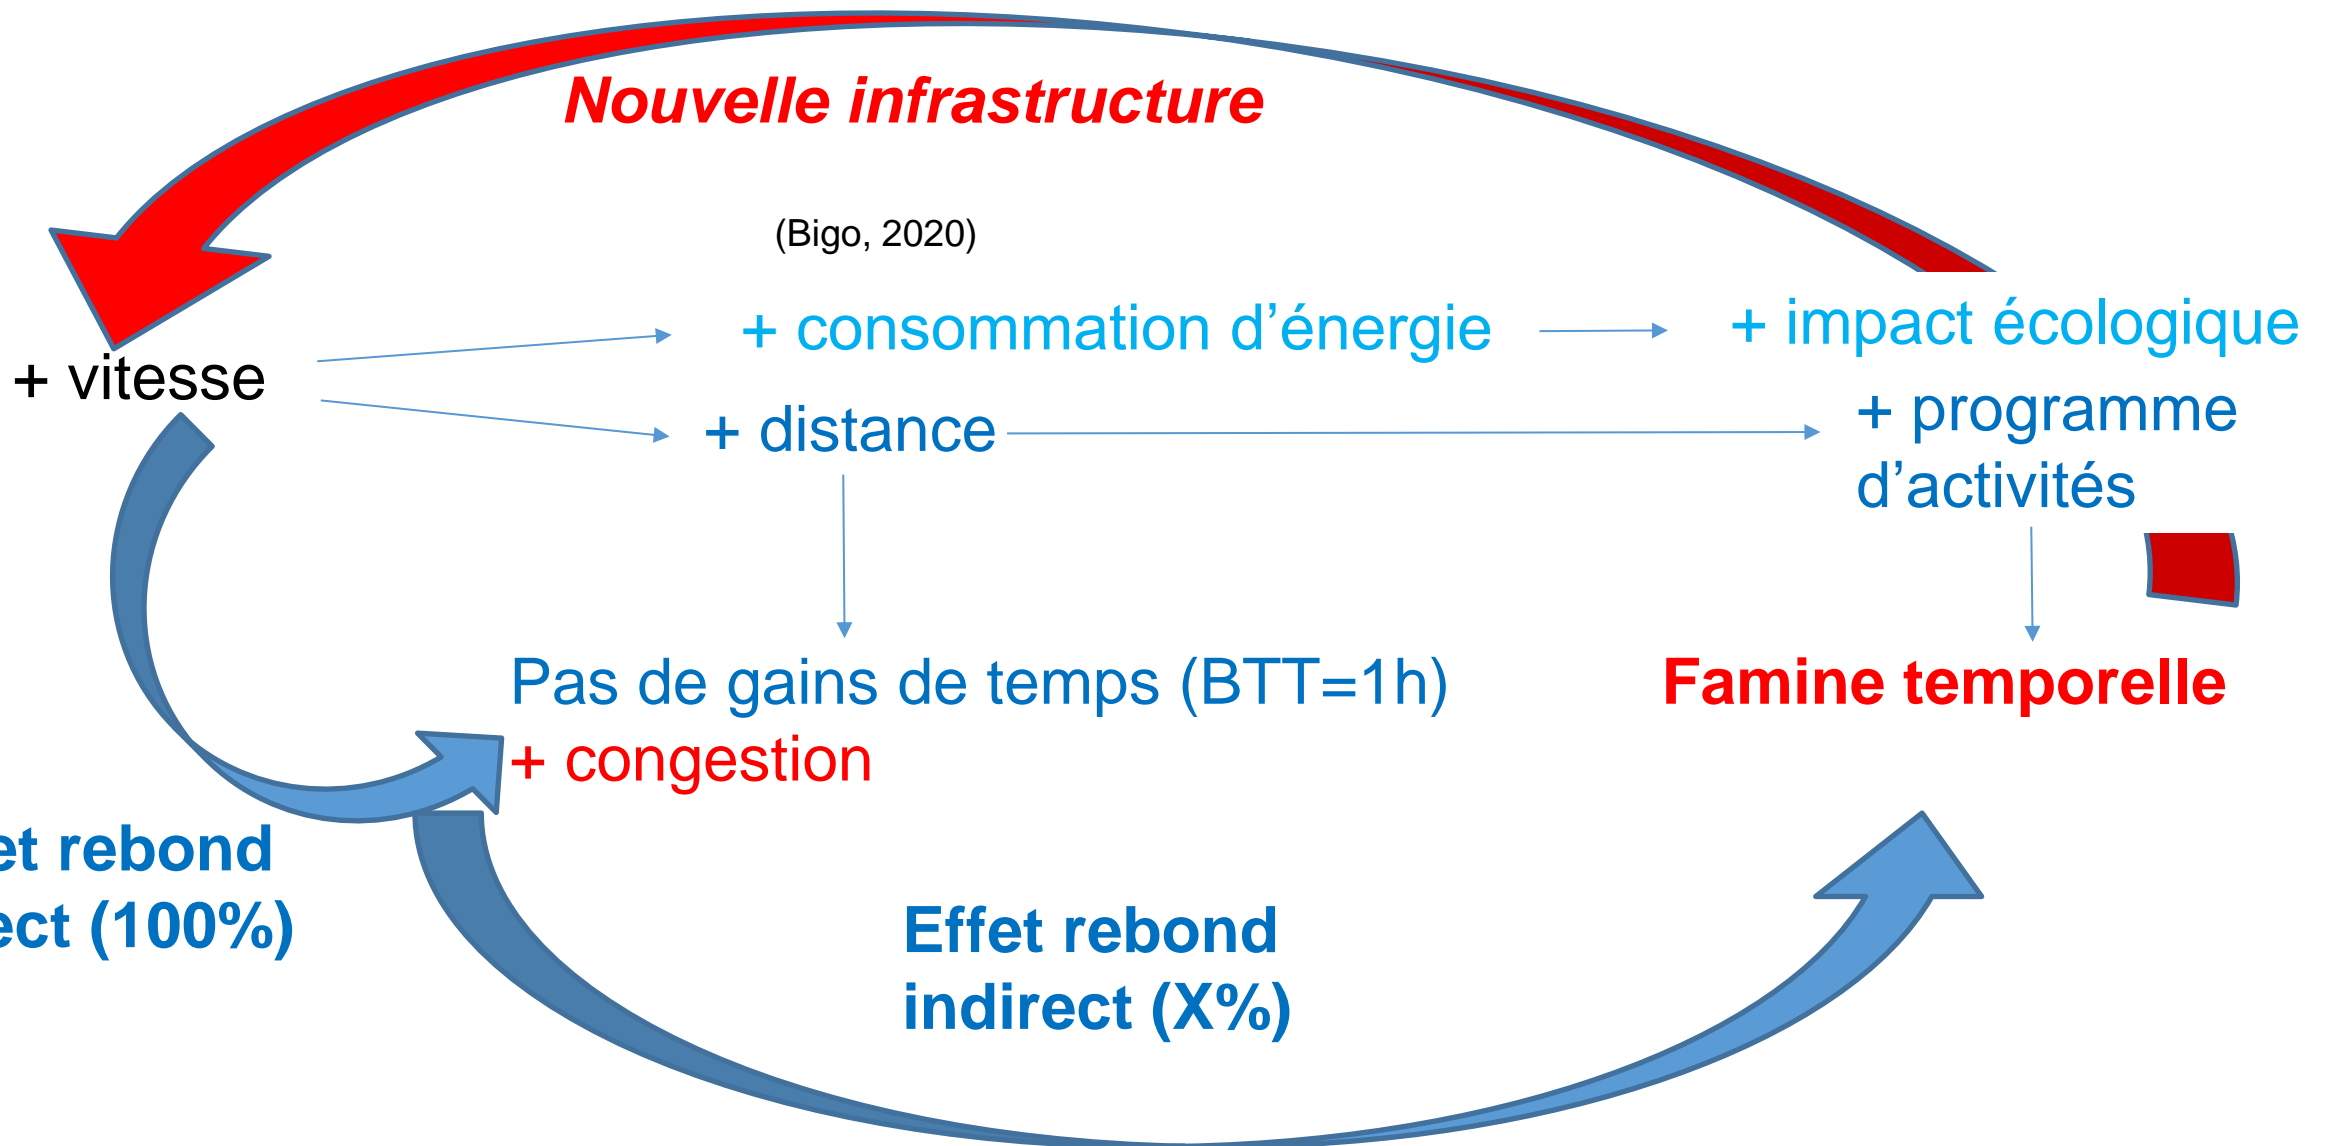 Nouvelle infrastructure
(Bigo, 2020)
+ consommation d’énergie
+ impact écologique
+ vitesse
+ distance
+ programme
d’activités
Pas de gains de temps (BTT=1h)
+ congestion
Famine temporelle
et rebond
ect (100%)
Effet rebond
indirect (X%)